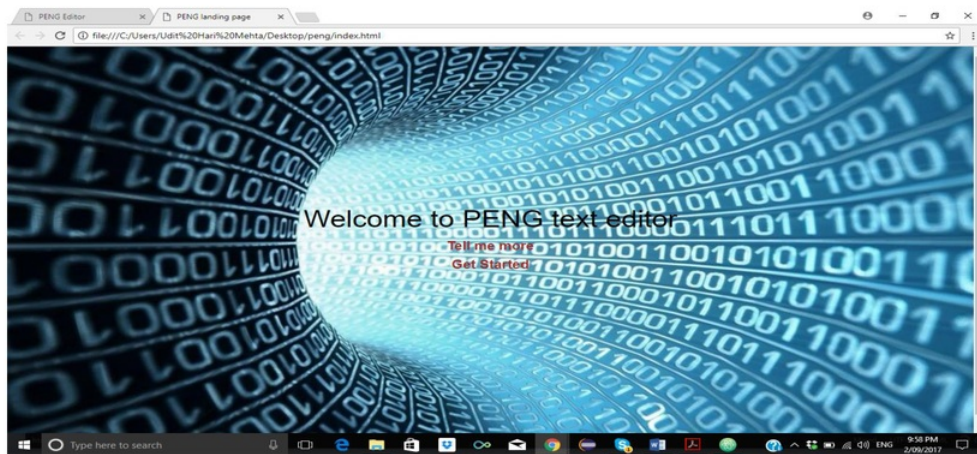 PENG Editor
PENG landing page
file:///C:/Users/Udit%20Hari%20Mehta/Desktop/peng/index.html
Welcome to PENG text editor
Tell me more
Get Started
Type here to search
ENG
9:58 PM
2/09/2017